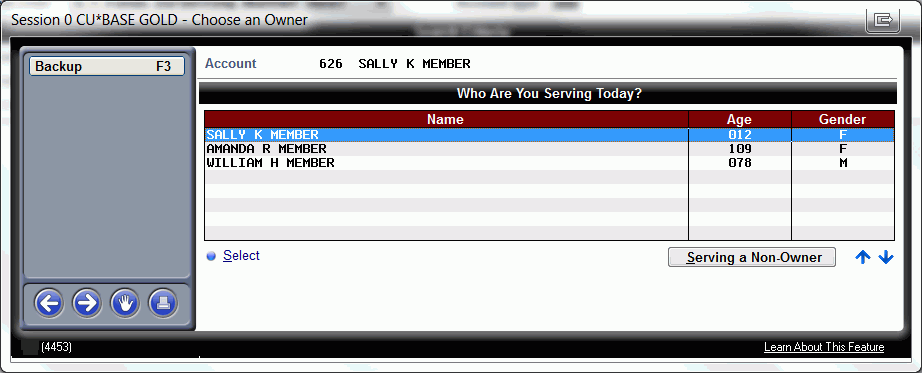 Session 0 CU*BASE GOLD - Choose an Owner
Backup F3
Account 626 SALLY K MEMBER
Who Are You Serving Today?
Name Age Gender
SALLY K MEMBER 012 F
AMANDA R MEMBER 109 F
WILLIAM H MEMBER 078 M
Select Serving a Non-Owner
(4453) Learn About This Feature